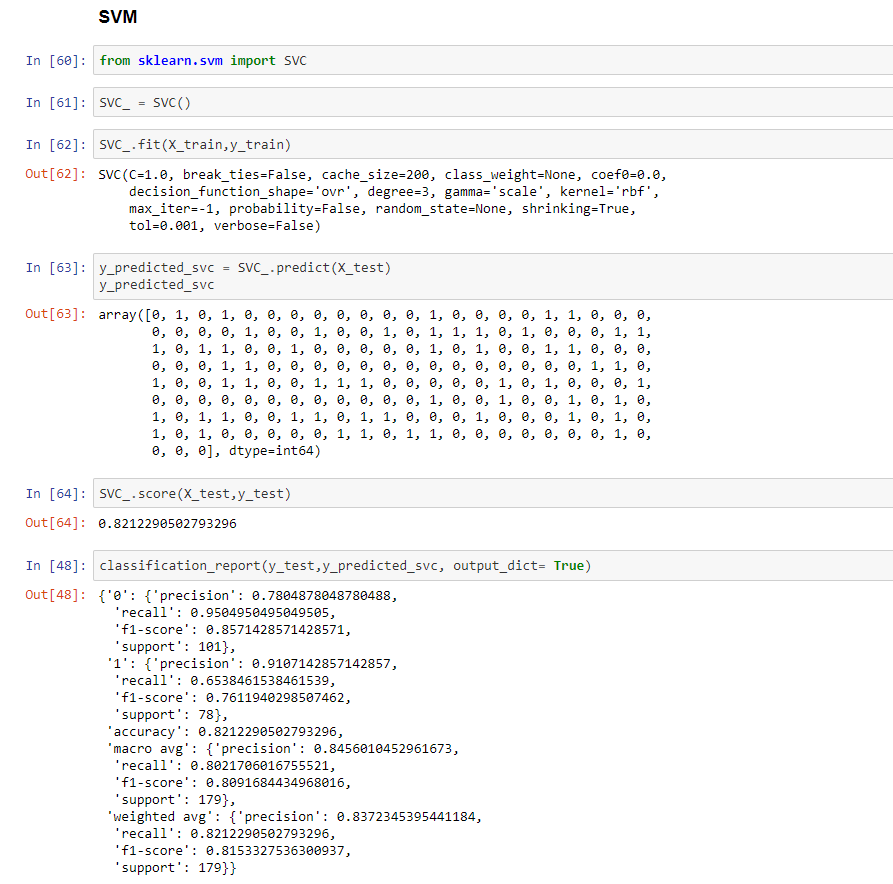 SVM
In [60]: from sklearn.svm import SVC
In [61]: SVC_ = SVC()
In [62]: SVC_.fit(X_train,y_train)
Out[62]: SVC(C=1.0, break_ties=False, cache_size=200, class_weight=None, coef0=0.0,
decision_function_shape='ovr', degree=3, gamma='scale', kernel='rbf',
max_iter=-1, probability=False, random_state=None, shrinking=True,
tol=0.001, verbose=False)
In [63]: y_predicted_svc = SVC_.predict(X_test)
y_predicted_svc
Out[63]: array([0, 1, 0, 1, 0, 0, 0, 0, 0, 0, 0, 0, 1, 0, 0, 0, 0, 1, 1, 0, 0, 0,
0, 0, 0, 0, 1, 0, 0, 1, 0, 0, 1, 0, 1, 1, 1, 0, 1, 0, 0, 0, 1, 1,
1, 0, 1, 1, 0, 0, 1, 0, 0, 0, 0, 0, 1, 0, 1, 0, 0, 1, 1, 0, 0, 0,
0, 0, 0, 1, 1, 0, 0, 0, 0, 0, 0, 0, 0, 0, 0, 0, 0, 0, 0, 1, 1, 0,
1, 0, 0, 1, 1, 0, 0, 1, 1, 1, 0, 0, 0, 0, 0, 1, 0, 1, 0, 0, 0, 1,
0, 0, 0, 0, 0, 0, 0, 0, 0, 0, 0, 0, 1, 0, 0, 1, 0, 0, 1, 0, 1, 0,
1, 0, 1, 1, 0, 0, 1, 1, 0, 1, 1, 0, 0, 0, 1, 0, 0, 0, 1, 0, 1, 0,
1, 0, 1, 0, 0, 0, 0, 0, 1, 1, 0, 1, 1, 0, 0, 0, 0, 0, 0, 0, 1, 0,
0, 0, 0], dtype=int64)
In [64]: SVC_.score(X_test,y_test)
Out[64]: 0.8212290502793296
In [48]: classification_report(y_test,y_predicted_svc, output_dict= True)
Out[48]: {'0': {'precision': 0.7804878048780488,
'recall': 0.9504950495049505,
'f1-score': 0.8571428571428571,
'support': 101},
'1': {'precision': 0.9107142857142857,
'recall': 0.6538461538461539,
'f1-score': 0.7611940298507462,
'support': 78},
'accuracy': 0.8212290502793296,
'macro avg': {'precision': 0.8456010452961673,
'recall': 0.8021706016755521,
'f1-score': 0.8091684434968016,
'support': 179},
'weighted avg': {'precision': 0.8372345395441184,
'recall': 0.8212290502793296,
'f1-score': 0.8153327536300937,
'support': 179}}